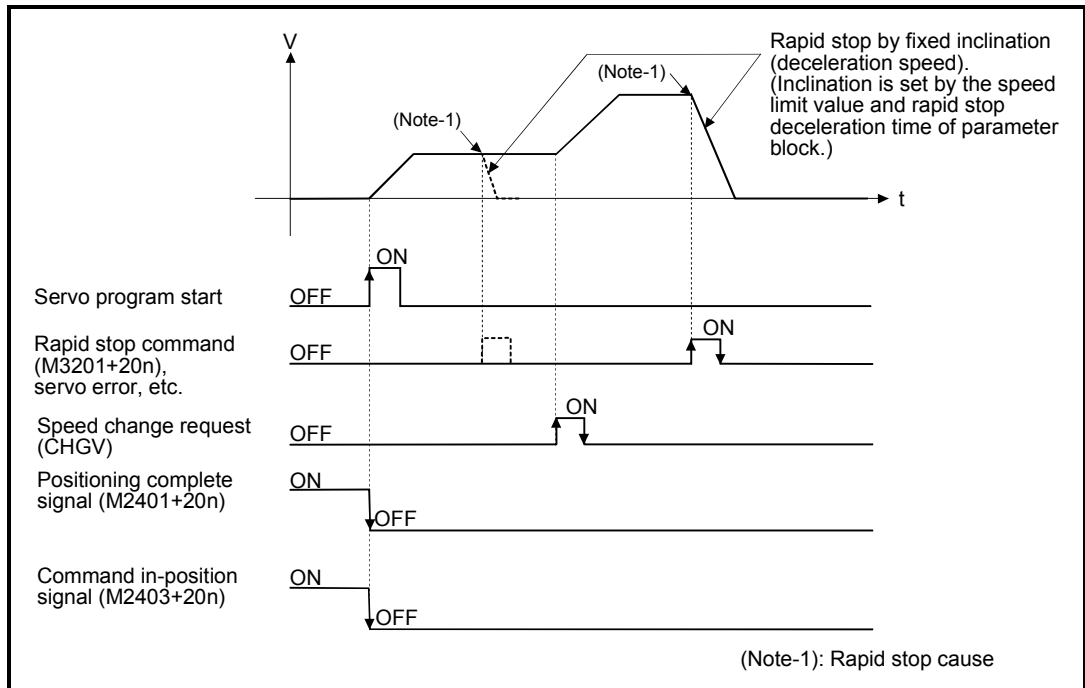 V
Rapid stop by fixed inclination
(deceleration speed).
(Inclination is set by the speed
limit value and rapid stop
deceleration time of parameter
block.)
(Note-1)
(Note-1)
t
ON
Servo program start
OFF
ON
Rapid stop command
(M3201+20n),
servo error, etc.
OFF
ON
Speed change request
(CHGV)
OFF
Positioning complete
signal (M2401+20n)
ON
OFF
Command in-position
signal (M2403+20n)
ON
OFF
(Note-1): Rapid stop cause